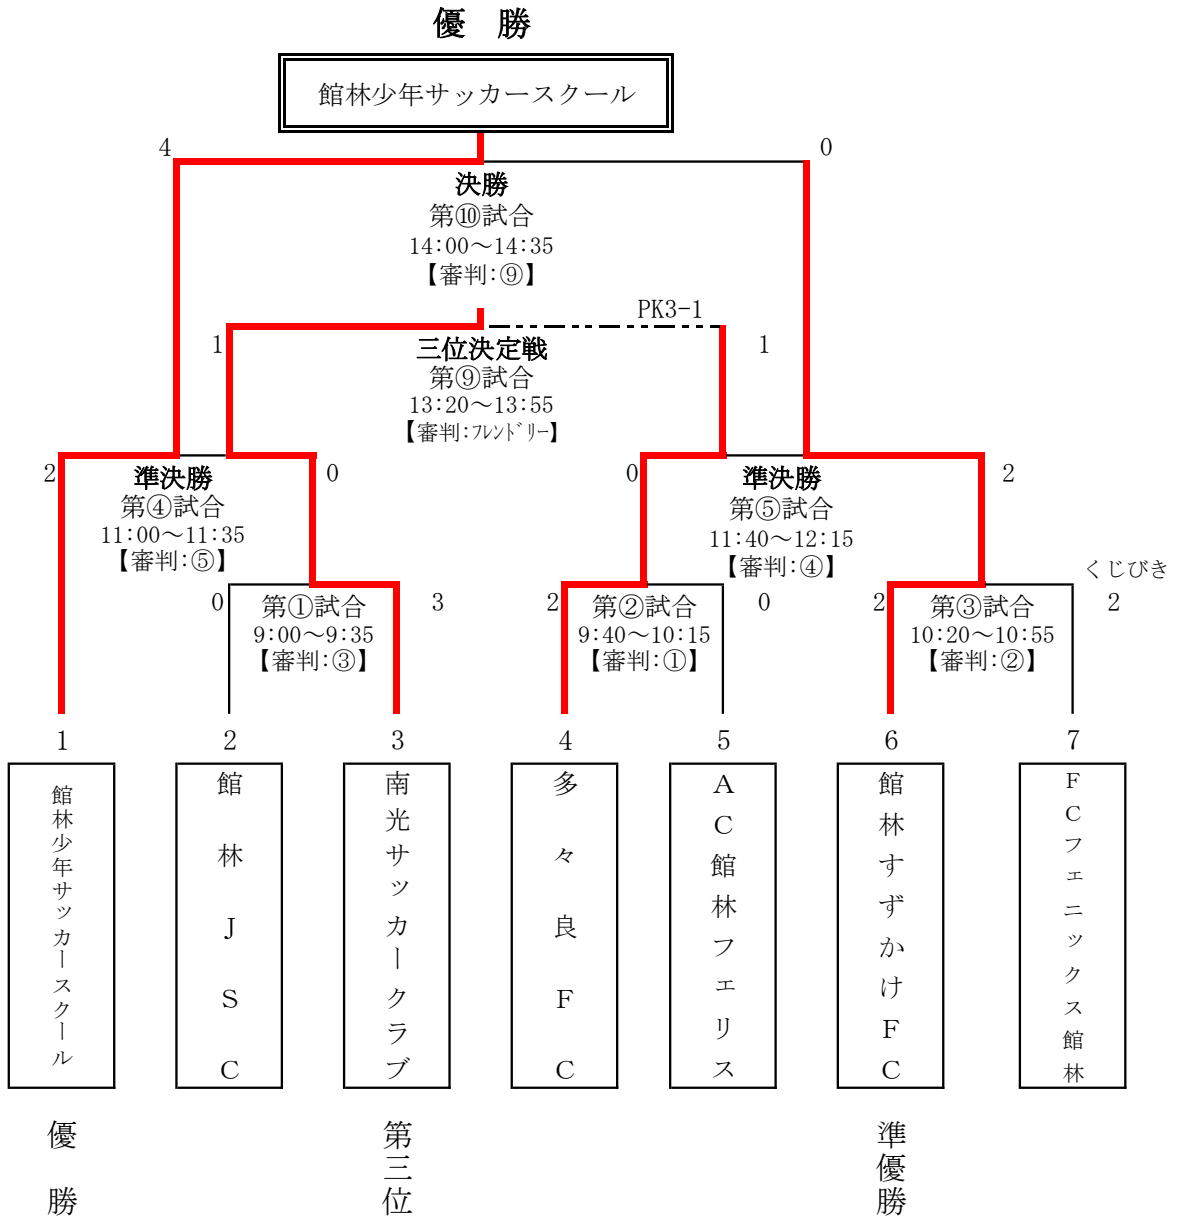 優　勝
館林少年サッカースクール
4
0
決勝
第⑩試合
14:00～14:35
【審判:⑨】
PK3-1
1
1
三位決定戦
第⑨試合
13:20～13:55
【審判:ﾌﾚﾝﾄﾞﾘｰ】
2
0
準決勝
第④試合
11:00～11:35
【審判:⑤】
0
2
準決勝
第⑤試合
11:40～12:15
【審判:④】
0
3
第①試合
9:00～9:35
【審判:③】
2
0
第②試合
9:40～10:15
【審判:①】
くじびき
2
2
第③試合
10:20～10:55
【審判:②】
1
2
3
4
5
6
7
館林少年サッカースクール
館林ＪＳＣ
南光サッカークラブ
多々良ＦＣ
ＡＣ館林フェリス
館林すずかけＦＣ
ＦＣフェニックス館林
優　勝
第三位
準優勝